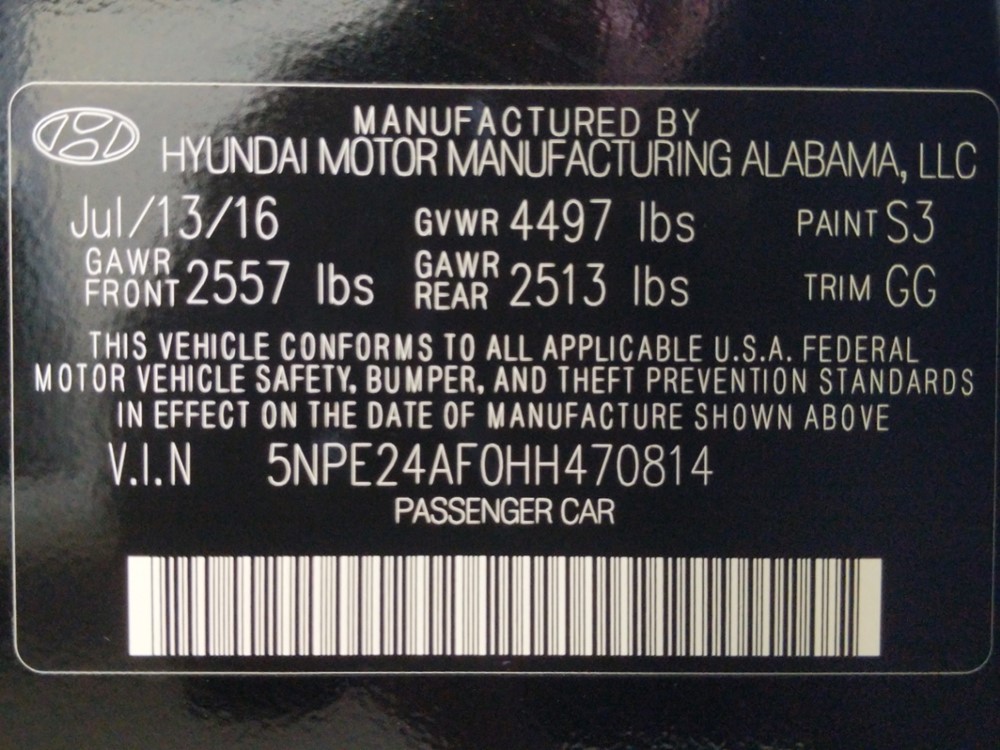 MANUFACTURED BY
HYUNDAI MOTOR MANUFACTURING ALABAMA, LLC
Jul/13/16 GVWR 4497 lbs PAINT S3
GAWR FRONT 2557 lbs GAWR REAR 2513 lbs TRIM GG
THIS VEHICLE CONFORMS TO ALL APPLICABLE U.S.A. FEDERAL
MOTOR VEHICLE SAFETY, BUMPER, AND THEFT PREVENTION STANDARDS
IN EFFECT ON THE DATE OF MANUFACTURE SHOWN ABOVE
V.I.N 5NPE24AF0HH470814
PASSENGER CAR